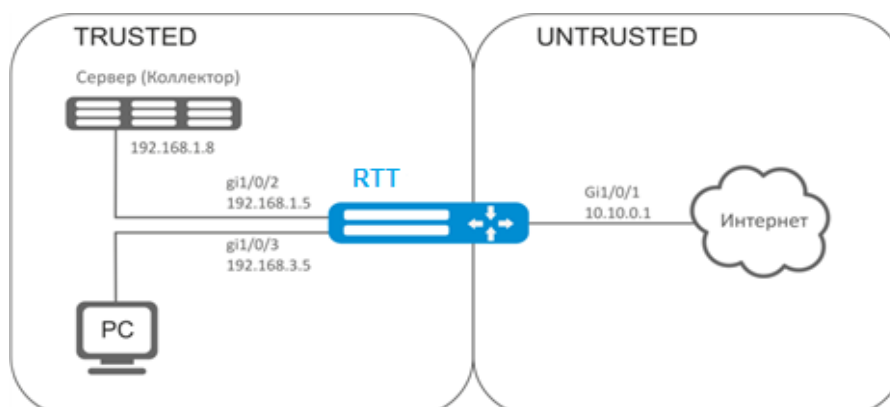 TRUSTED
UNTRUSTED
Сервер (Коллектор)
192.168.1.8
gi1/0/2
192.168.1.5
RTT
Gi1/0/1
10.10.0.1
Интернет
gi1/0/3
192.168.3.5
PC